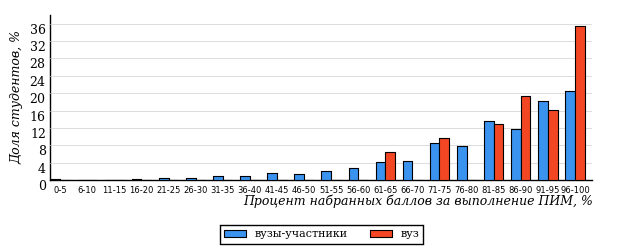 Доля студентов, %
36
32
28
24
20
16
12
8
4
0
0-5 6-10 11-15 16-20 21-25 26-30 31-35 36-40 41-45 46-50 51-55 56-60 61-65 66-70 71-75 76-80 81-85 86-90 91-95 96-100
Процент набранных баллов за выполнение ПИМ, %
вузы-участники вуз